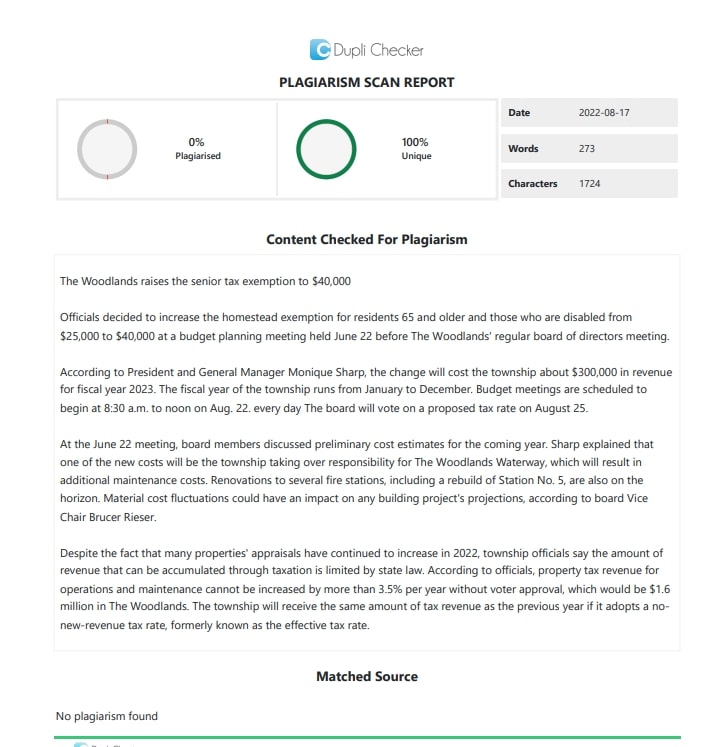 Dupli Checker
PLAGIARISM SCAN REPORT
0%
Plagiarised
100%
Unique
Date 2022-08-17
Words 273
Characters 1724
Content Checked For Plagiarism
The Woodlands raises the senior tax exemption to $40,000
Officials decided to increase the homestead exemption for residents 65 and older and those who are disabled from
$25,000 to $40,000 at a budget planning meeting held June 22 before The Woodlands' regular board of directors meeting.
According to President and General Manager Monique Sharp, the change will cost the township about $300,000 in revenue
for fiscal year 2023. The fiscal year of the township runs from January to December. Budget meetings are scheduled to
begin at 8:30 a.m. to noon on Aug. 22. every day The board will vote on a proposed tax rate on August 25.
At the June 22 meeting, board members discussed preliminary cost estimates for the coming year. Sharp explained that
one of the new costs will be the township taking over responsibility for The Woodlands Waterway, which will result in
additional maintenance costs. Renovations to several fire stations, including a rebuild of Station No. 5, are also on the
horizon. Material cost fluctuations could have an impact on any building project's projections, according to board Vice
Chair Brucer Rieser.
Despite the fact that many properties' appraisals have continued to increase in 2022, township officials say the amount of
revenue that can be accumulated through taxation is limited by state law. According to officials, property tax revenue for
operations and maintenance cannot be increased by more than 3.5% per year without voter approval, which would be $1.6
million in The Woodlands. The township will receive the same amount of tax revenue as the previous year if it adopts a no-
new-revenue tax rate, formerly known as the effective tax rate.
Matched Source
No plagiarism found